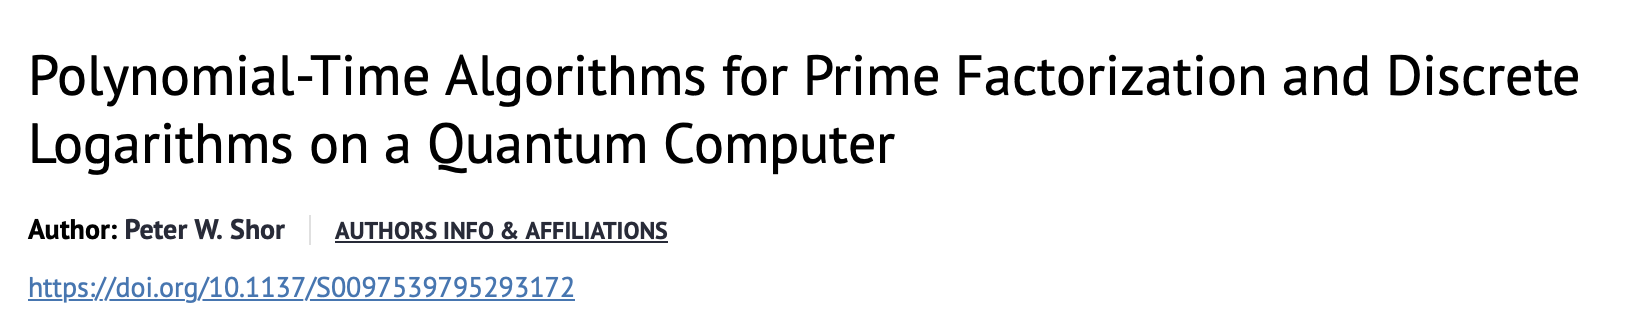 Polynomial-Time Algorithms for Prime Factorization and Discrete
Logarithms on a Quantum Computer
Author: Peter W. Shor AUTHORS INFO & AFFILIATIONS
https://doi.org/10.1137/S0097539795293172